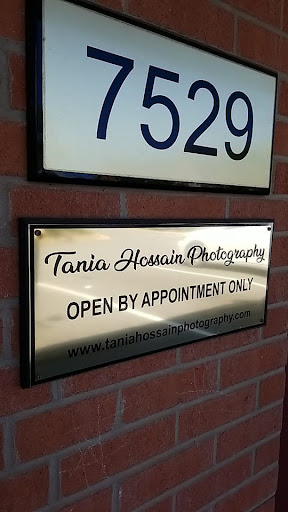 7529
Tania Hossain Photography
OPEN BY APPOINTMENT ONLY
www.taniahossainphotography.com